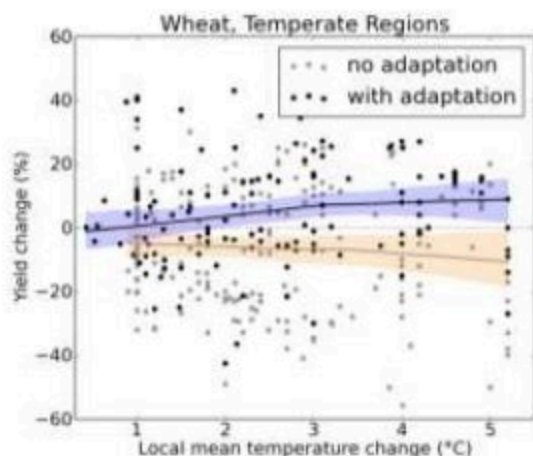 Wheat, Temperate Regions
no adaptation
with adaptation
60
40
20
0
−20
−40
−60
Yield change (%)
1 2 3 4 5
Local mean temperature change (°C)